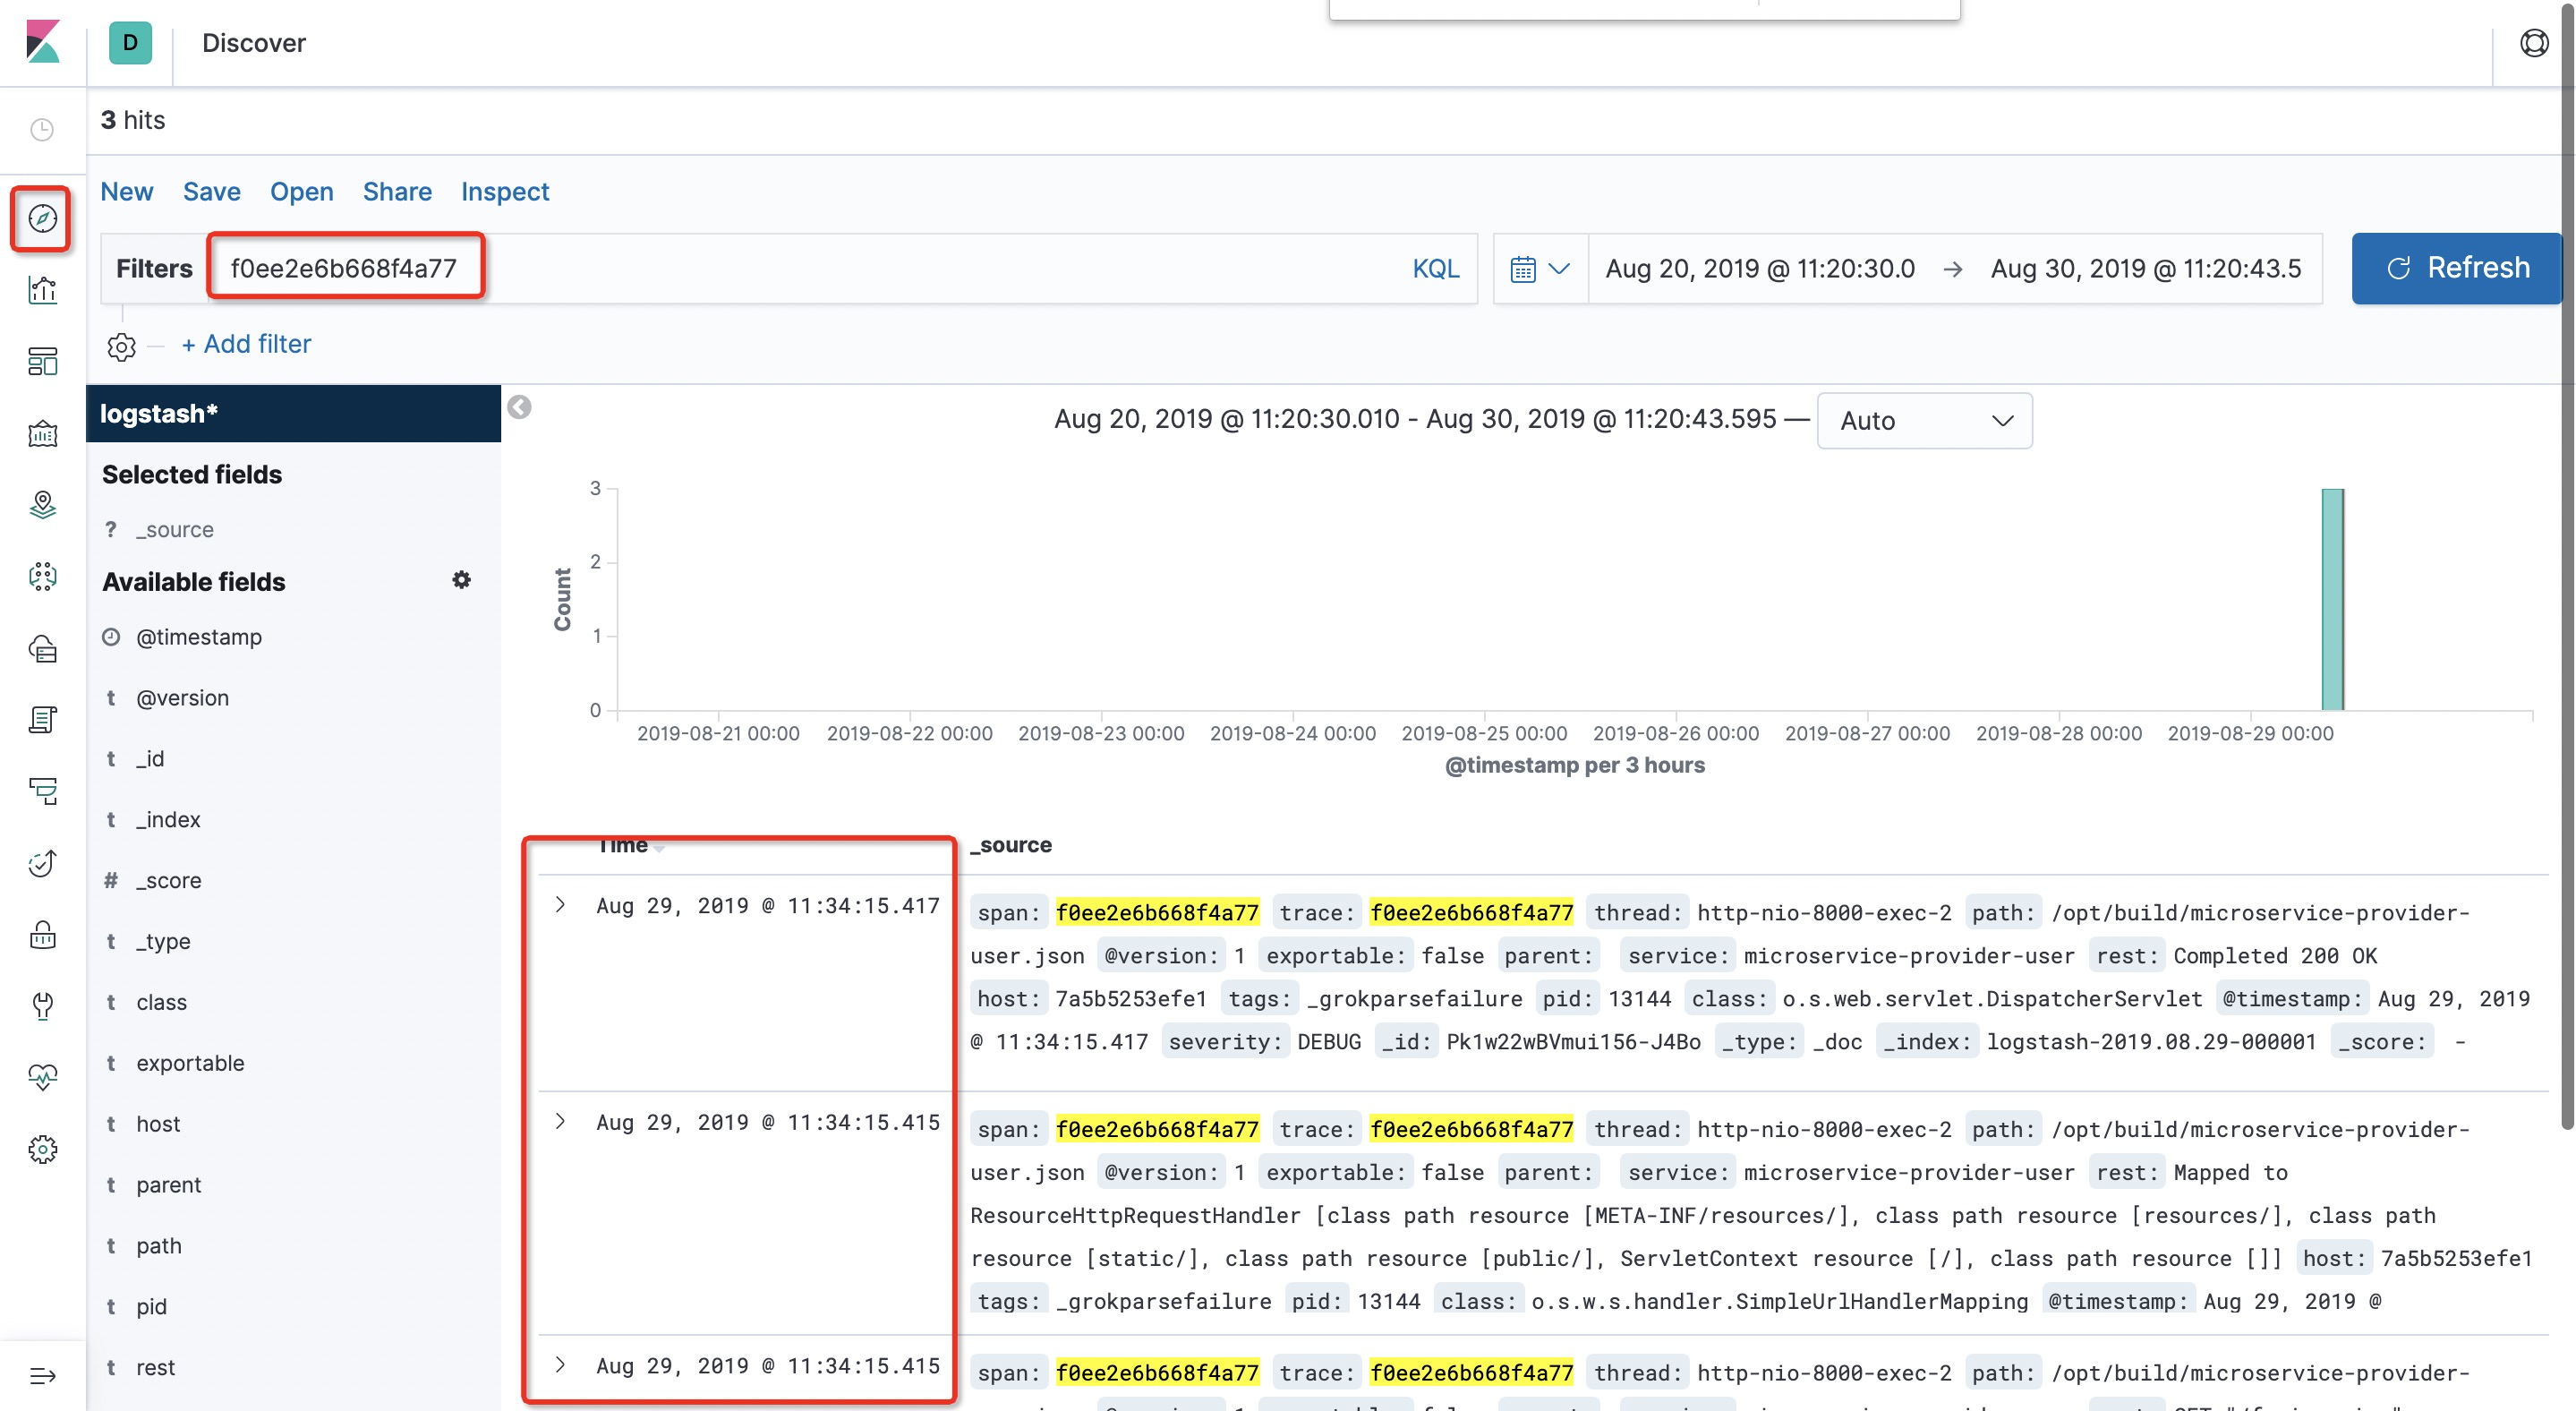 D Discover
3 hits
New Save Open Share Inspect
Filters f0ee2e6b668f4a77 KQL Aug 20, 2019 @ 11:20:30.0 → Aug 30, 2019 @ 11:20:43.5 Refresh
+ Add filter
logstash*
Selected fields
? _source
Available fields
@timestamp
t @version
t _id
t _index
# _score
t _type
t class
t exportable
t host
t parent
t path
t pid
t rest
Aug 20, 2019 @ 11:20:30.010 - Aug 30, 2019 @ 11:20:43.595 — Auto
3
2
1
0
Count
2019-08-21 00:00 2019-08-22 00:00 2019-08-23 00:00 2019-08-24 00:00 2019-08-25 00:00 2019-08-26 00:00 2019-08-27 00:00 2019-08-28 00:00 2019-08-29 00:00
@timestamp per 3 hours
Time _source
Aug 29, 2019 @ 11:34:15.417 span: f0ee2e6b668f4a77 trace: f0ee2e6b668f4a77 thread: http-nio-8000-exec-2 path: /opt/build/microservice-provider-
user.json @version: 1 exportable: false parent: service: microservice-provider-user rest: Completed 200 OK
host: 7a5b5253efe1 tags: _grokparsefailure pid: 13144 class: o.s.web.servlet.DispatcherServlet @timestamp: Aug 29, 2019
@ 11:34:15.417 severity: DEBUG _id: Pk1w22wBVmui156-J4Bo _type: _doc _index: logstash-2019.08.29-000001 _score: -
Aug 29, 2019 @ 11:34:15.415 span: f0ee2e6b668f4a77 trace: f0ee2e6b668f4a77 thread: http-nio-8000-exec-2 path: /opt/build/microservice-provider-
user.json @version: 1 exportable: false parent: service: microservice-provider-user rest: Mapped to
ResourceHttpRequestHandler [class path resource [META-INF/resources/], class path resource [resources/], class path
resource [static/], class path resource [public/], ServletContext resource [/], class path resource []] host: 7a5b5253efe1
tags: _grokparsefailure pid: 13144 class: o.s.w.s.handler.SimpleUrlHandlerMapping @timestamp: Aug 29, 2019 @
Aug 29, 2019 @ 11:34:15.415 span: f0ee2e6b668f4a77 trace: f0ee2e6b668f4a77 thread: http-nio-8000-exec-2 path: /opt/build/microservice-provider-